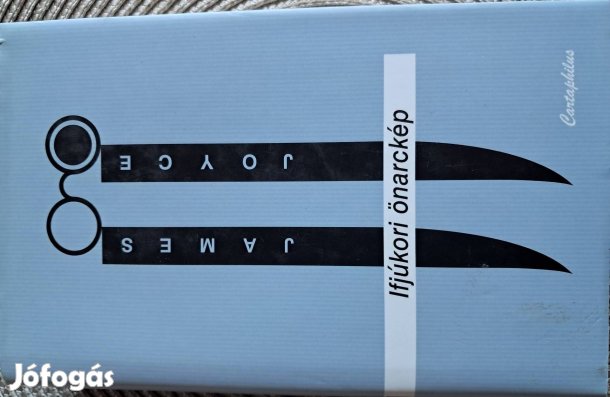 JAMES
JOYCE
Ifjúkori önarckép
Cartaphilus
Jófogás